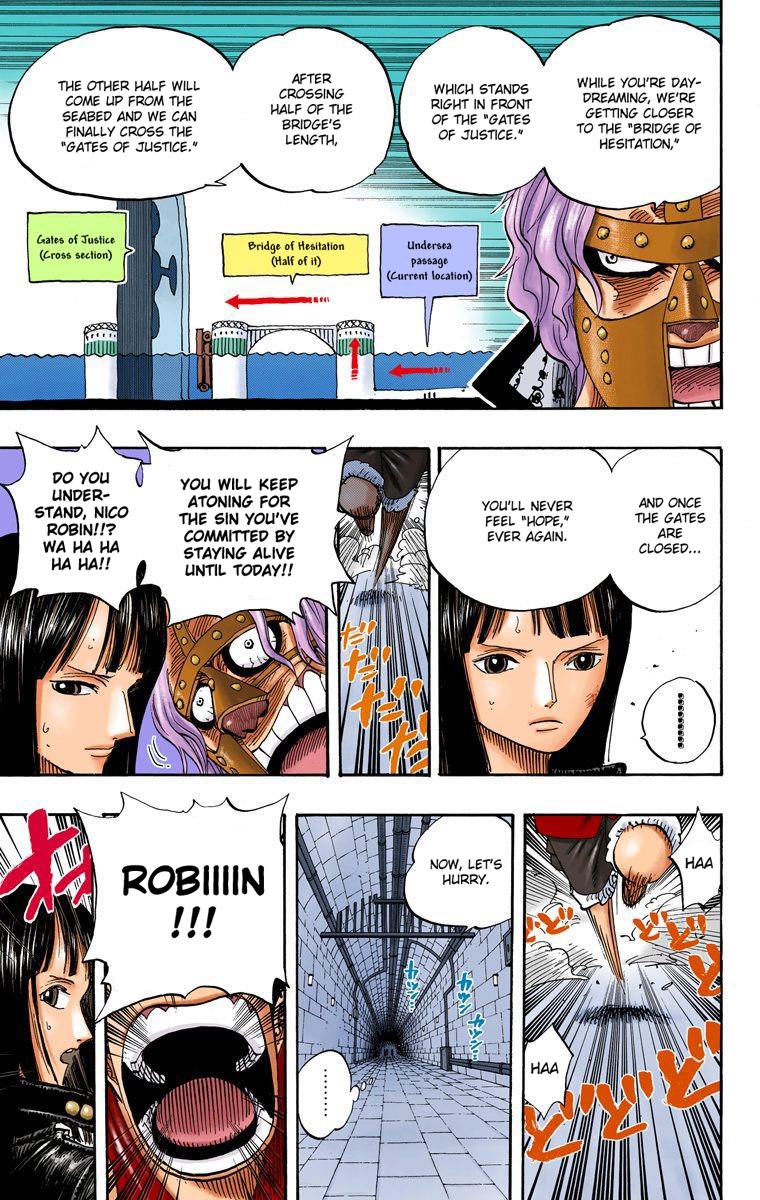 WHILE YOU'RE DAY-
DREAMING, WE'RE
GETTING CLOSER
TO THE "BRIDGE OF
HESITATION,"
WHICH STANDS
RIGHT IN FRONT
OF THE "GATES
OF JUSTICE."
AFTER
CROSSING
HALF OF THE
BRIDGE'S
LENGTH,
THE OTHER HALF WILL
COME UP FROM THE
SEABED AND WE CAN
FINALLY CROSS THE
"GATES OF JUSTICE."
Undersea
passage
(Current location)
Bridge of Hesitation
(Half of it)
Gates of Justice
(Cross section)
AND ONCE
THE GATES
ARE
CLOSED...
YOU'LL NEVER
FEEL "HOPE,"
EVER AGAIN.
..........
だだ
だだだ
だだだ
YOU WILL KEEP
ATONING FOR
THE SIN YOU'VE
COMMITTED BY
STAYING ALIVE
UNTIL TODAY!!
DO YOU
UNDER-
STAND, NICO
ROBIN!!?
WA HA HA
HA HA!!
HAA
HAA
NOW, LET'S
HURRY.
........
ROBIIIIN
!!!